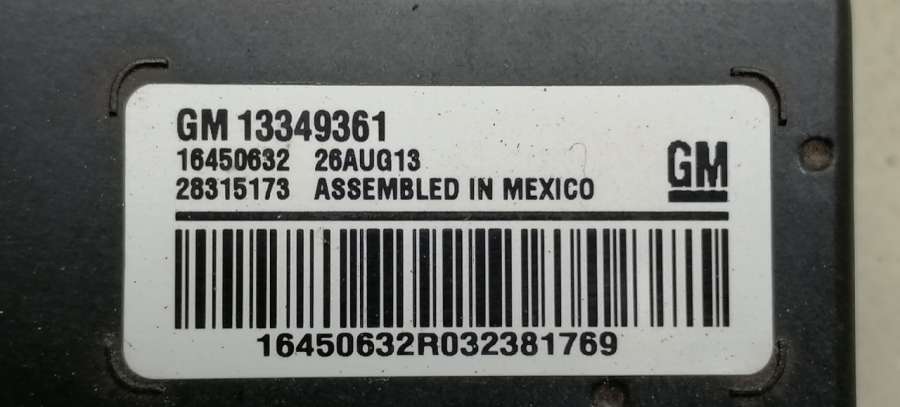 GM 13349361
16450632 26AUG13
28315173 ASSEMBLED IN MEXICO
GM
16450632R032381769